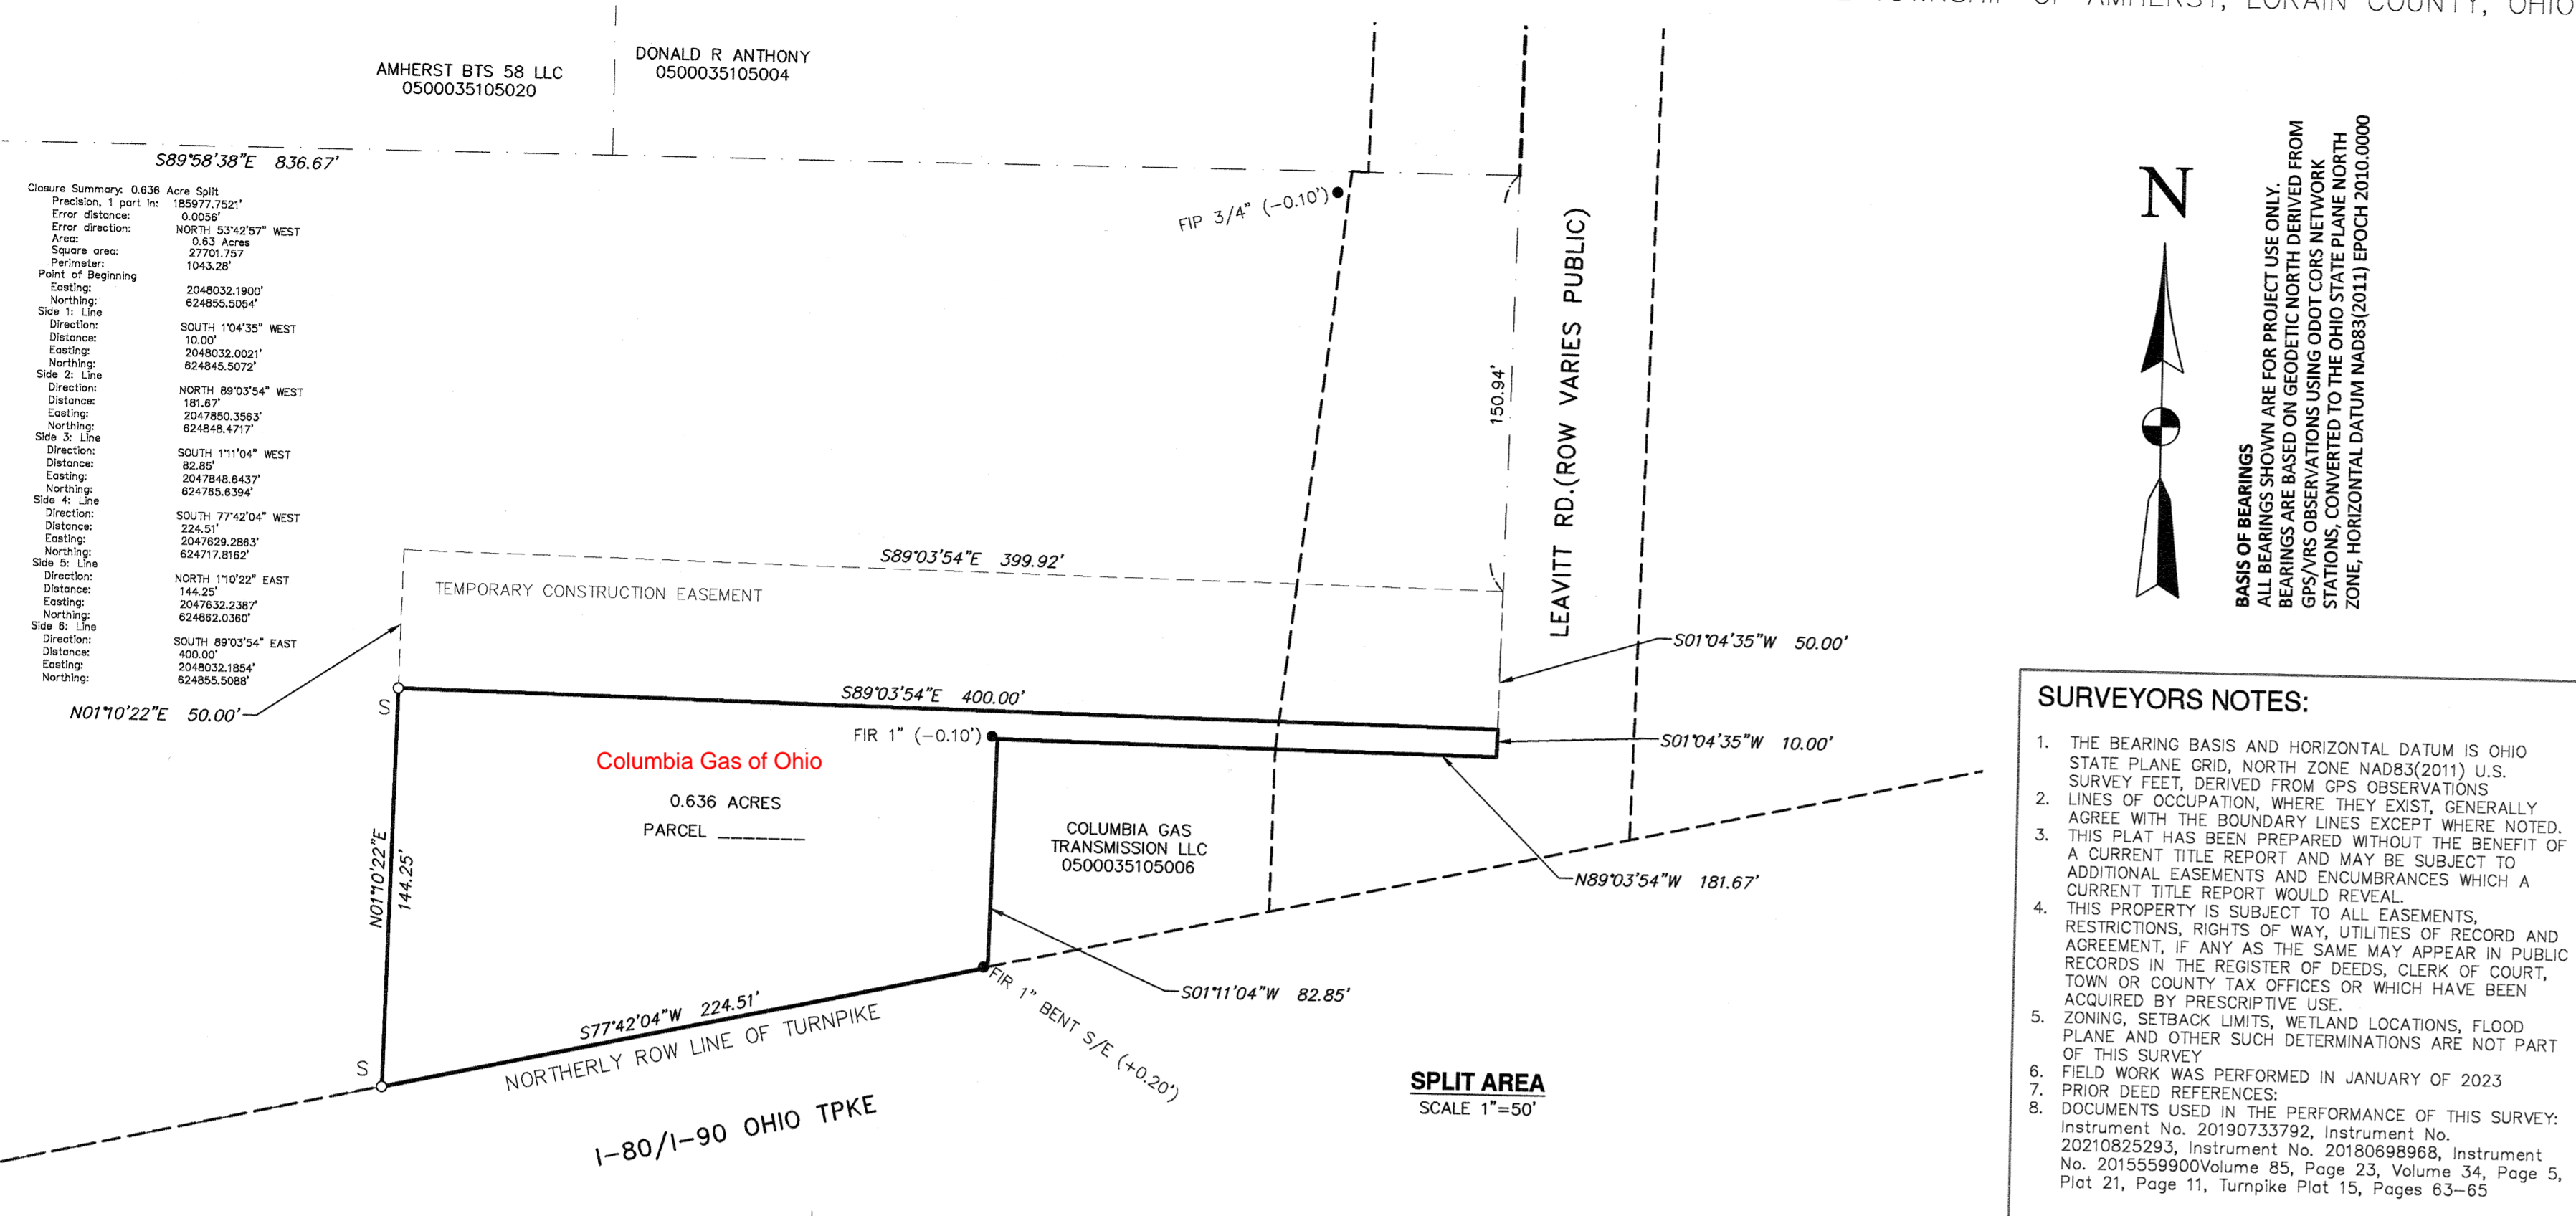 TOWNSHIP OF AMHERST, LORAIN COUNTY, OHIO
AMHERST BTS 58 LLC
0500035105020
DONALD R ANTHONY
0500035105004
S89°58'38"E 836.67'
Closure Summary: 0.636 Acre Split
Precision, 1 part in: 185977.7521'
Error distance: 0.0056'
Error direction: NORTH 53°42'57" WEST
Area: 0.63 Acres
Square area: 27701.757
Perimeter: 1043.28'
Point of Beginning
Easting: 2048032.1900'
Northing: 624855.5054'
Side 1: Line
Direction: SOUTH 1°04'35" WEST
Distance: 10.00'
Easting: 2048032.0021'
Northing: 624845.5072'
Side 2: Line
Direction: NORTH 89°03'54" WEST
Distance: 181.67'
Easting: 2047850.3563'
Northing: 624848.4717'
Side 3: Line
Direction: SOUTH 1°11'04" WEST
Distance: 82.85'
Easting: 2047848.6437'
Northing: 624765.6394'
Side 4: Line
Direction: SOUTH 77°42'04" WEST
Distance: 224.51'
Easting: 2047629.2863'
Northing: 624717.8162'
Side 5: Line
Direction: NORTH 1°10'22" EAST
Distance: 144.25'
Easting: 2047632.2387'
Northing: 624862.0360'
Side 6: Line
Direction: SOUTH 89°03'54" EAST
Distance: 400.00'
Easting: 2048032.1854'
Northing: 624855.5088'
N01°10'22"E 50.00'
FIP 3/4" (-0.10')
LEAVITT RD.(ROW VARIES PUBLIC)
150.94'
S89°03'54"E 399.92'
TEMPORARY CONSTRUCTION EASEMENT
S01°04'35"W 50.00'
S89°03'54"E 400.00'
S
FIR 1" (-0.10')
S01°04'35"W 10.00'
Columbia Gas of Ohio
0.636 ACRES
PARCEL ________
COLUMBIA GAS
TRANSMISSION LLC
0500035105006
N89°03'54"W 181.67'
N01°10'22"E
144.25'
S01°11'04"W 82.85'
FIR 1" BENT S/E (+0.20')
S77°42'04"W 224.51'
NORTHERLY ROW LINE OF TURNPIKE
S
I-80/I-90 OHIO TPKE
SPLIT AREA
SCALE 1"=50'
N
BASIS OF BEARINGS
ALL BEARINGS SHOWN ARE FOR PROJECT USE ONLY.
BEARINGS ARE BASED ON GEODETIC NORTH DERIVED FROM
GPS/VRS OBSERVATIONS USING ODOT CORS NETWORK
STATIONS, CONVERTED TO THE OHIO STATE PLANE NORTH
ZONE, HORIZONTAL DATUM NAD83(2011) EPOCH 2010.0000
SURVEYORS NOTES:
1. THE BEARING BASIS AND HORIZONTAL DATUM IS OHIO
STATE PLANE GRID, NORTH ZONE NAD83(2011) U.S.
SURVEY FEET, DERIVED FROM GPS OBSERVATIONS
2. LINES OF OCCUPATION, WHERE THEY EXIST, GENERALLY
AGREE WITH THE BOUNDARY LINES EXCEPT WHERE NOTED.
3. THIS PLAT HAS BEEN PREPARED WITHOUT THE BENEFIT OF
A CURRENT TITLE REPORT AND MAY BE SUBJECT TO
ADDITIONAL EASEMENTS AND ENCUMBRANCES WHICH A
CURRENT TITLE REPORT WOULD REVEAL.
4. THIS PROPERTY IS SUBJECT TO ALL EASEMENTS,
RESTRICTIONS, RIGHTS OF WAY, UTILITIES OF RECORD AND
AGREEMENT, IF ANY AS THE SAME MAY APPEAR IN PUBLIC
RECORDS IN THE REGISTER OF DEEDS, CLERK OF COURT,
TOWN OR COUNTY TAX OFFICES OR WHICH HAVE BEEN
ACQUIRED BY PRESCRIPTIVE USE.
5. ZONING, SETBACK LIMITS, WETLAND LOCATIONS, FLOOD
PLANE AND OTHER SUCH DETERMINATIONS ARE NOT PART
OF THIS SURVEY
6. FIELD WORK WAS PERFORMED IN JANUARY OF 2023
7. PRIOR DEED REFERENCES:
8. DOCUMENTS USED IN THE PERFORMANCE OF THIS SURVEY:
Instrument No. 20190733792, Instrument No.
20210825293, Instrument No. 20180698968, Instrument
No. 2015559900Volume 85, Page 23, Volume 34, Page 5,
Plat 21, Page 11, Turnpike Plat 15, Pages 63-65